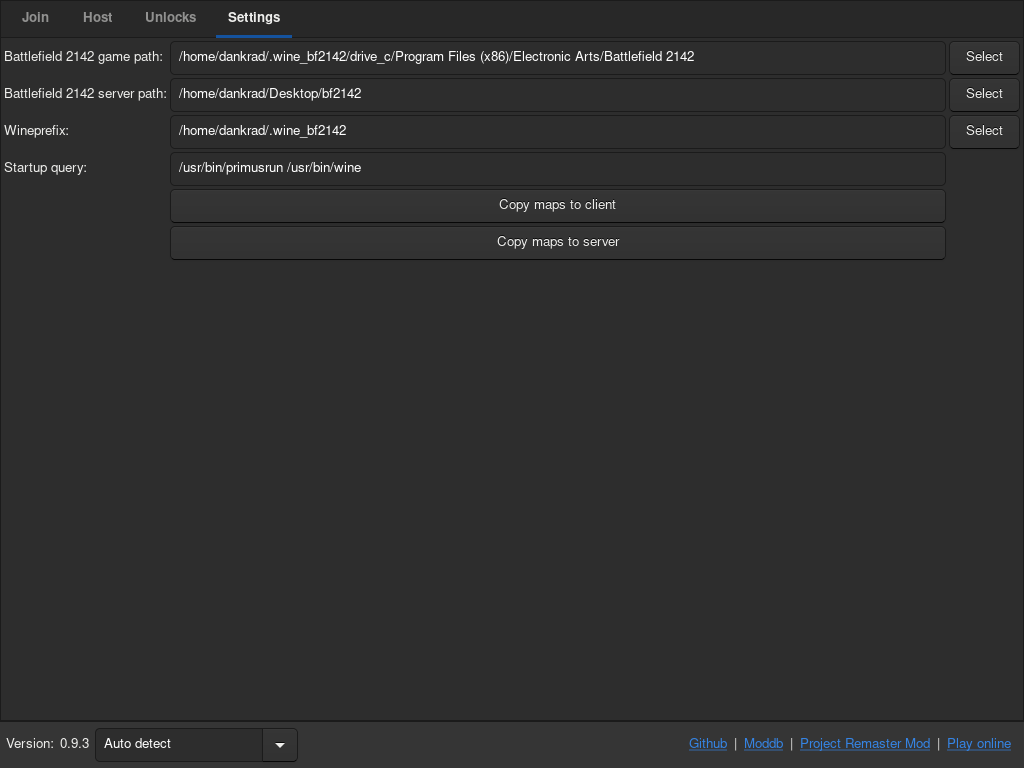 Join Host Unlocks Settings
Battlefield 2142 game path: /home/dankrad/.wine_bf2142/drive_c/Program Files (x86)/Electronic Arts/Battlefield 2142 Select
Battlefield 2142 server path: /home/dankrad/Desktop/bf2142 Select
Wineprefix: /home/dankrad/.wine_bf2142 Select
Startup query: /usr/bin/primusrun /usr/bin/wine
Copy maps to client
Copy maps to server
Version: 0.9.3 Auto detect Github | Moddb | Project Remaster Mod | Play online